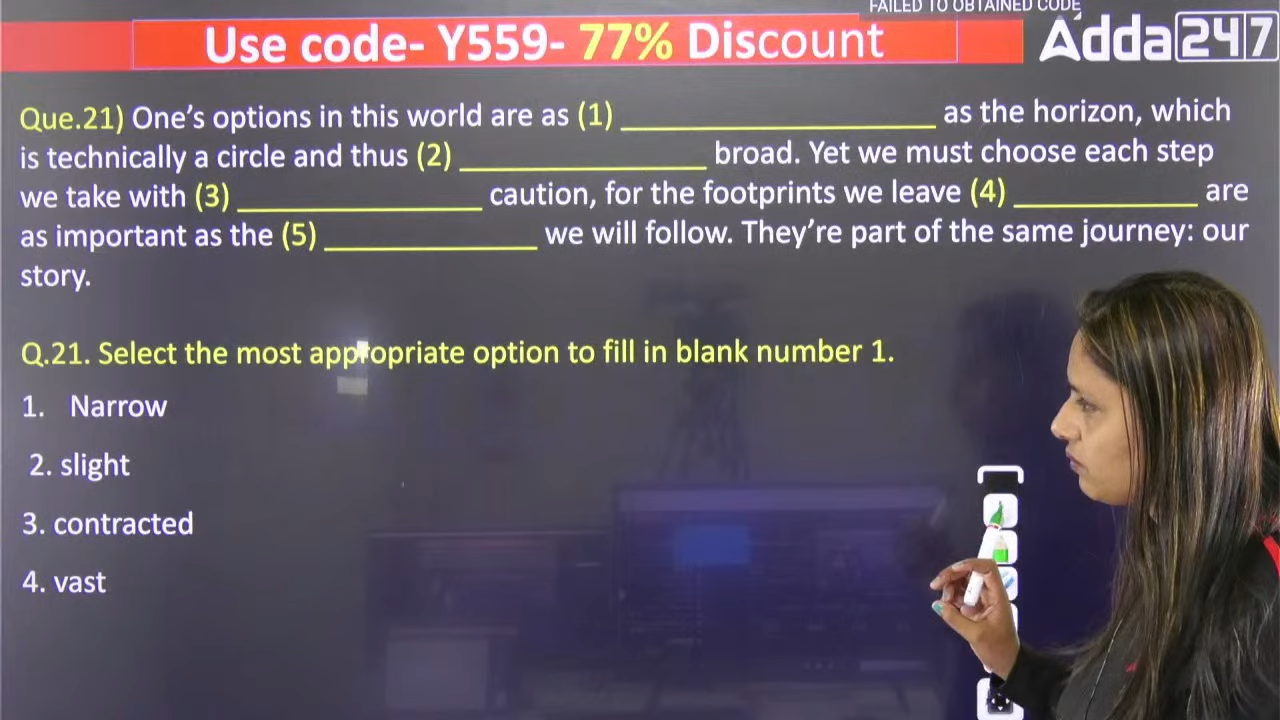 FAILED TO OBTAINED CODE
Use code- Y559- 77% Discount
Adda247
Que.21) One’s options in this world are as (1) ____________________ as the horizon, which
is technically a circle and thus (2) ________________ broad. Yet we must choose each step
we take with (3) ________________ caution, for the footprints we leave (4) ____________ are
as important as the (5) ______________ we will follow. They’re part of the same journey: our
story.
Q.21. Select the most appropriate option to fill in blank number 1.
1. Narrow
2. slight
3. contracted
4. vast